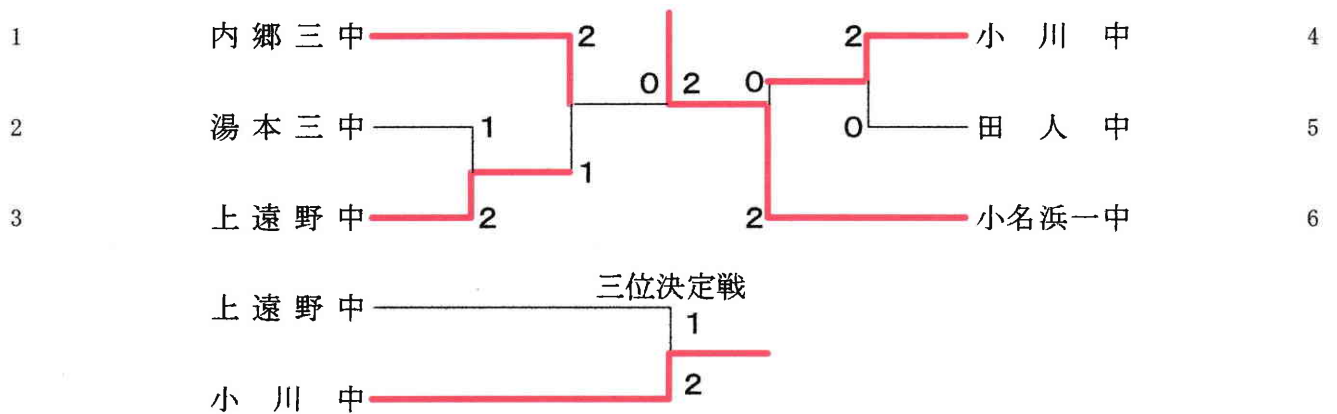 1 内郷三中 2 2 小川中 4
0 2 0
2 湯本三中 1 0 田人中 5
1
3 上遠野中 2 2 小名浜一中 6
三位決定戦
上遠野中 1
小川中 2